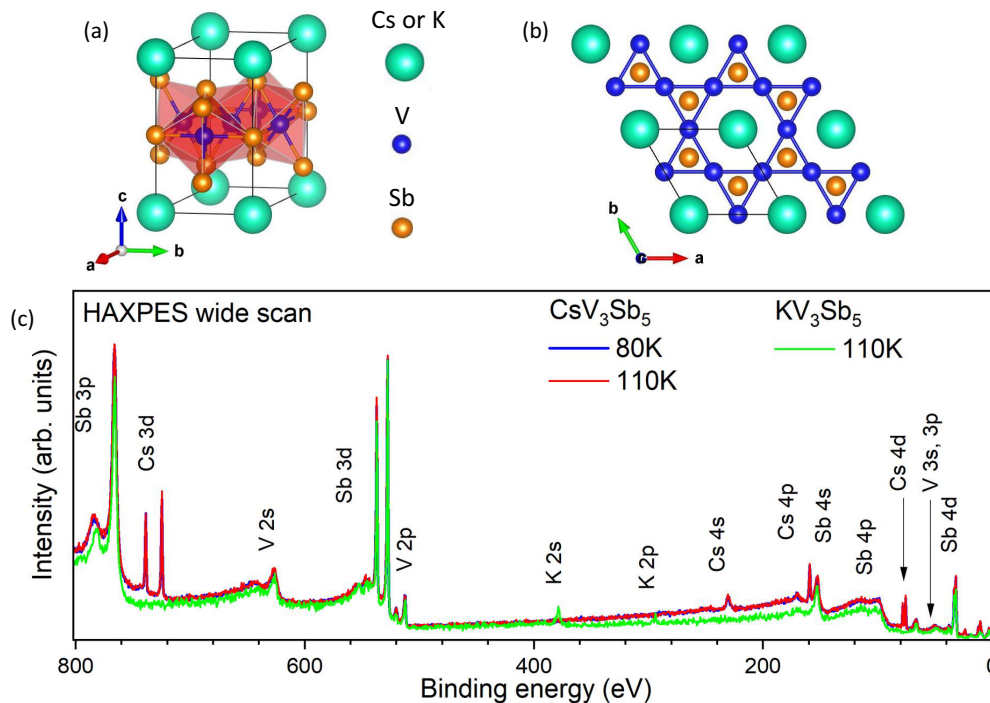 (a)
Cs or K
V
Sb
c
a
b
(b)
b
c
a
(c)
HAXPES wide scan
CsV₃Sb₅
80K
110K
KV₃Sb₅
110K
Intensity (arb. units)
Sb 3p
Cs 3d
V 2s
Sb 3d
V 2p
K 2s
K 2p
Cs 4s
Cs 4p
Sb 4s
Sb 4p
Cs 4d
V 3s, 3p
Sb 4d
800
600
400
200
Binding energy (eV)